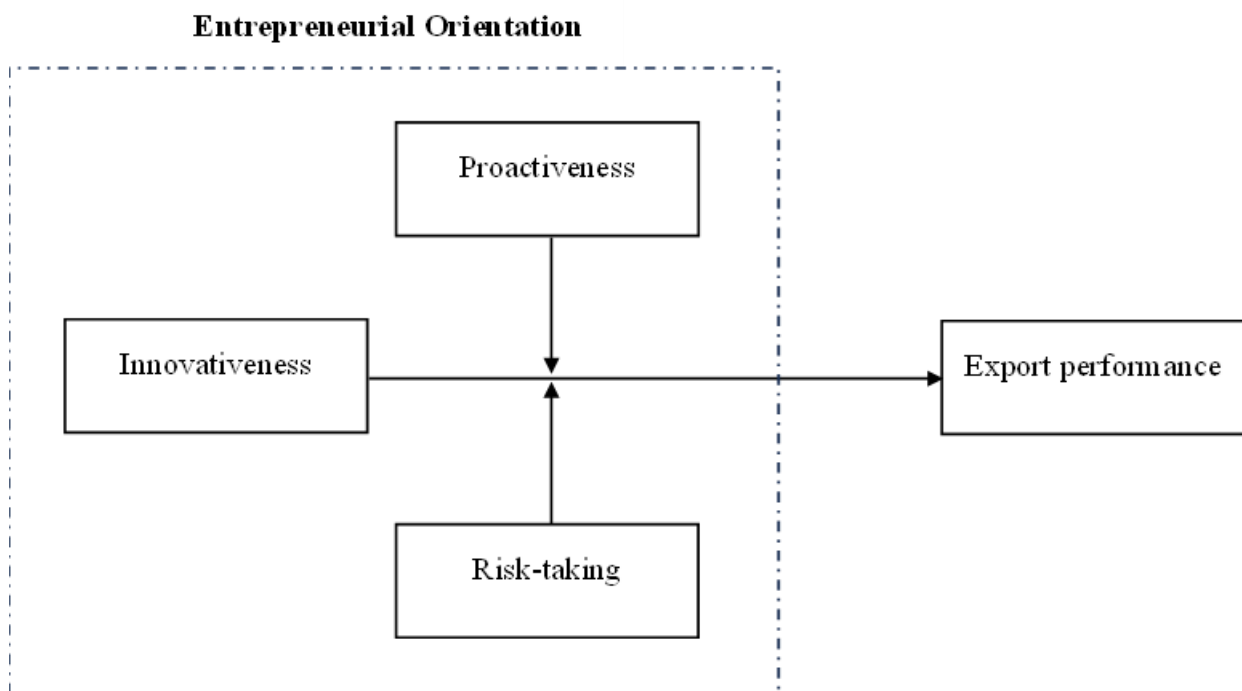 Entrepreneurial Orientation
Proactiveness
Innovativeness
Export performance
Risk-taking